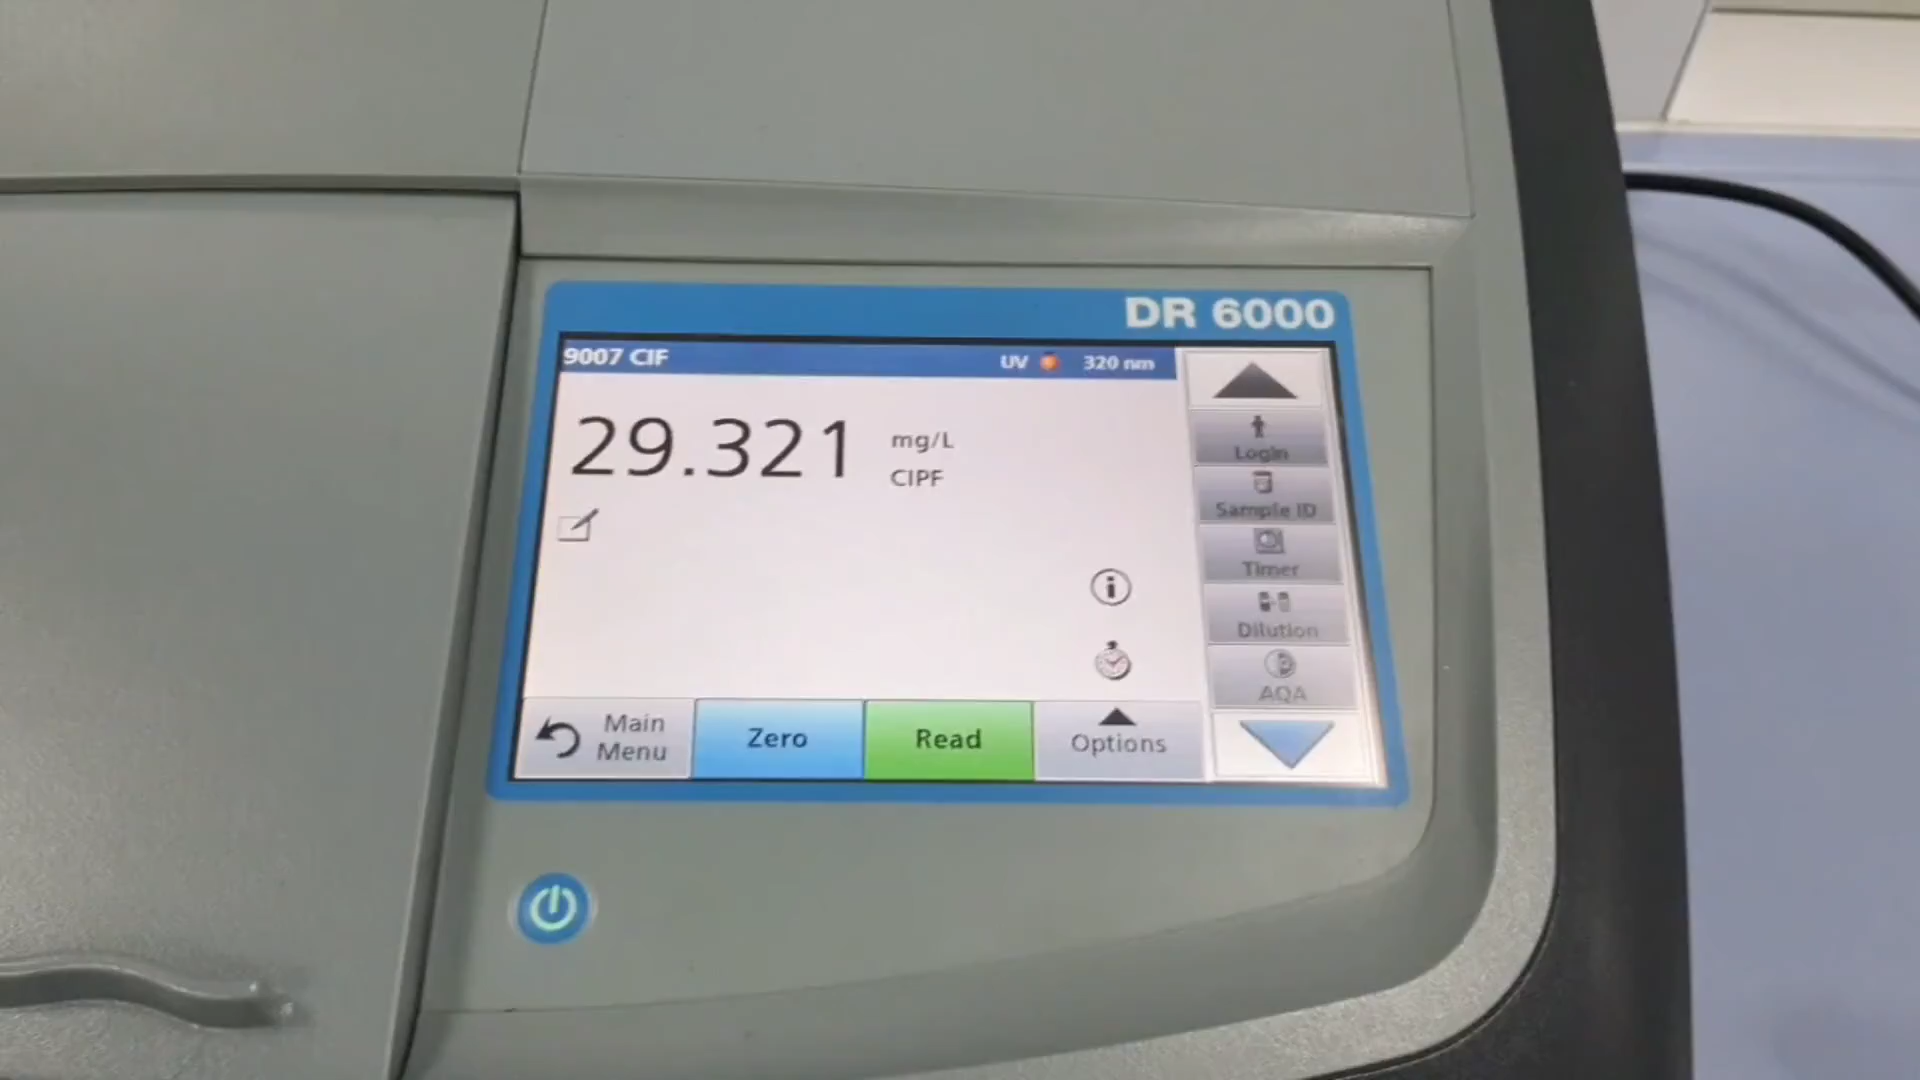 DR 6000
9007 CIF UV 320 nm
29.321 mg/L
CIPF
Login
Sample ID
Timer
Dilution
AQA
Main
Menu
Zero
Read
Options